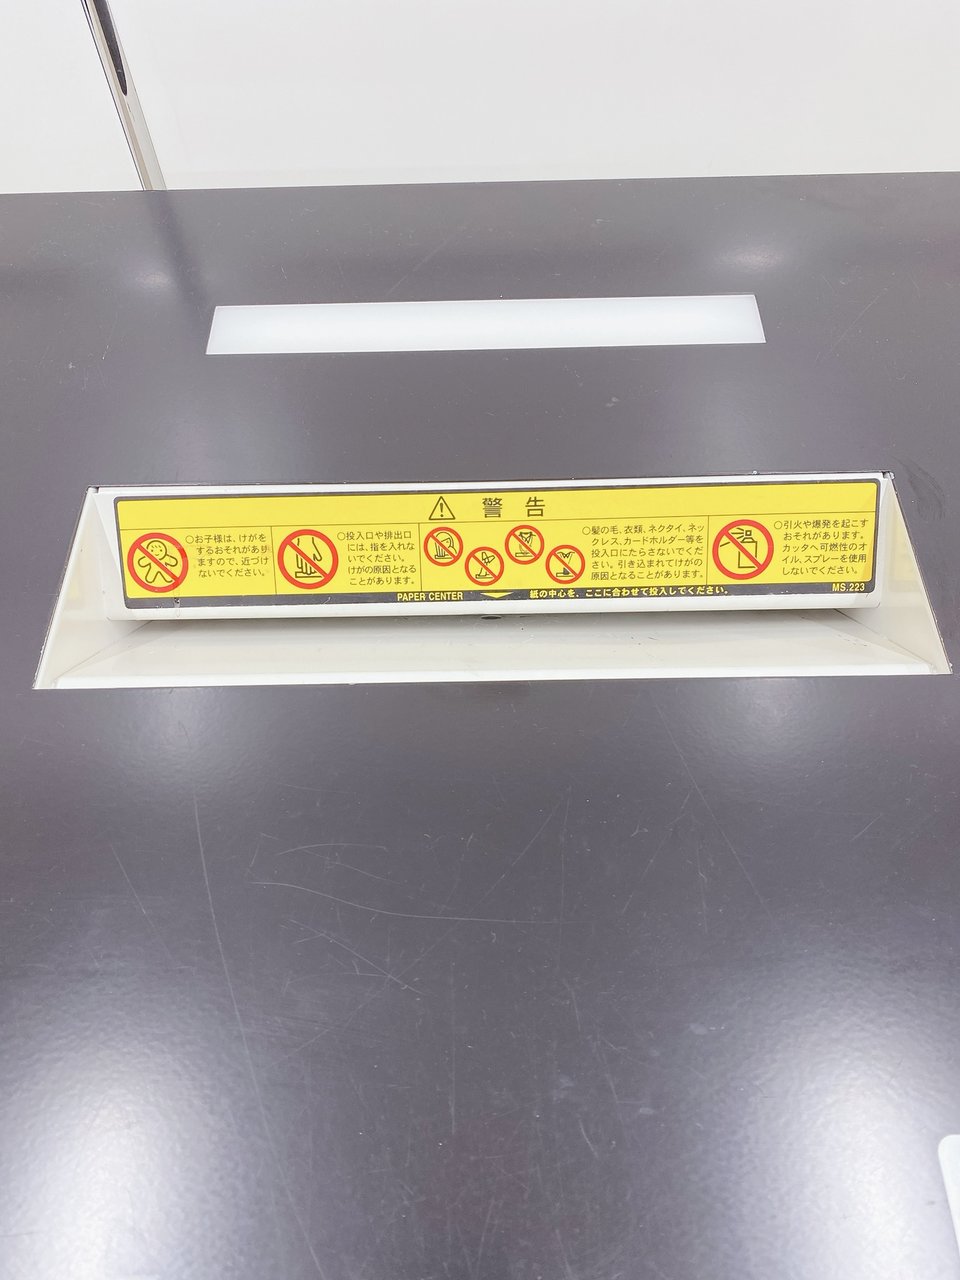 警告
○お子様は、けがを
するおそれがあり
ますので、近づけ
ないでください。
○投入口や排出口
には、指を入れな
いでください。
けがの原因となる
ことがあります。
○髪の毛、衣類、ネクタイ、ネッ
クレス、カードホルダー等を
投入口にたらさないでくだ
さい。引き込まれてけがの
原因となることがあります。
○引火や爆発を起こす
おそれがあります。
カッタへ可燃性のオ
イル、スプレーを使用
しないでください。
PAPER CENTER 紙の中心を、ここに合わせて投入してください。
MS.223